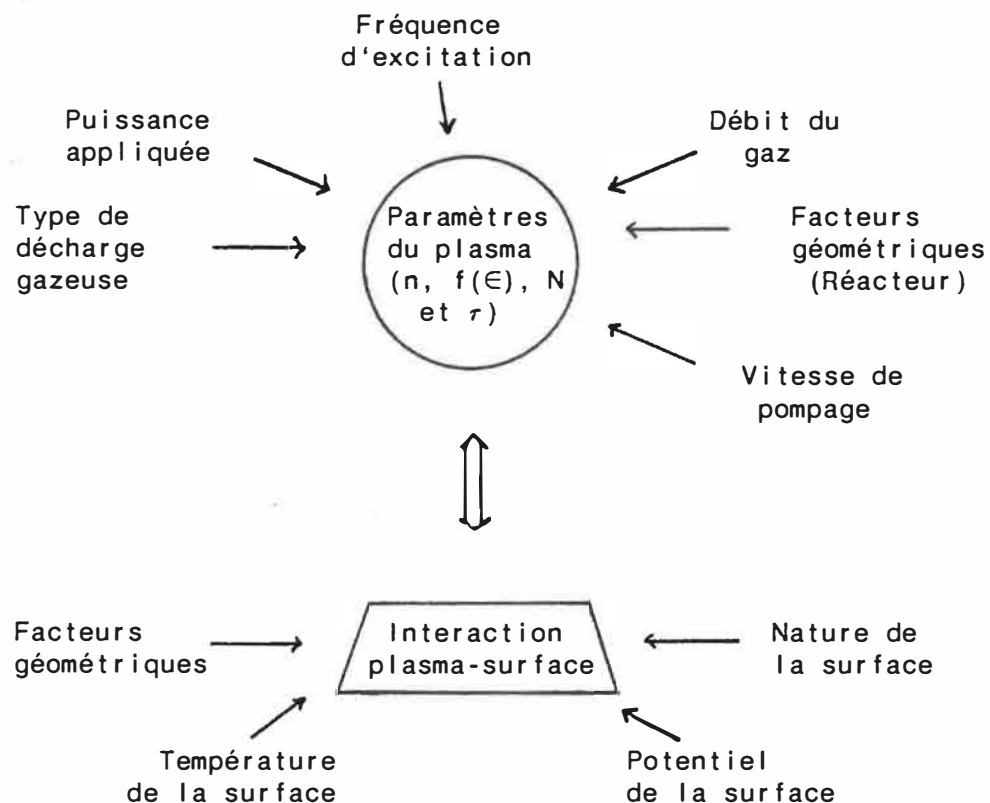 Fréquence
d'excitation
Puissance
appliquée
Débit du
gaz
Type de
décharge
gazeuse
Paramètres
du plasma
(n, f(∈), N
et τ)
Facteurs
géométriques
(Réacteur)
Vitesse de
pompage
Facteurs
géométriques
Interaction
plasma-surface
Nature de
la surface
Température
de la surface
Potentiel
de la surface